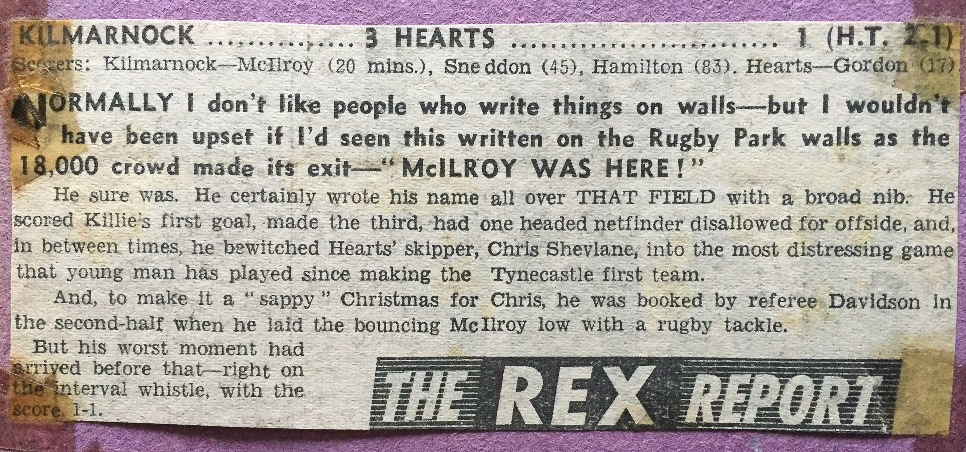 KILMARNOCK ................ 3 HEARTS ............................ 1 (H.T. 2-1)
Scorers: Kilmarnock—McIlroy (20 mins.), Sneddon (45), Hamilton (83). Hearts—Gordon (17)
NORMALLY I don't like people who write things on walls—but I wouldn't
have been upset if I'd seen this written on the Rugby Park walls as the
18,000 crowd made its exit—"McILROY WAS HERE!"
He sure was. He certainly wrote his name all over THAT FIELD with a broad nib. He
scored Killie's first goal, made the third, had one headed netfinder disallowed for offside, and,
in between times, he bewitched Hearts' skipper, Chris Shevlane, into the most distressing game
that young man has played since making the Tynecastle first team.
And, to make it a "sappy" Christmas for Chris, he was booked by referee Davidson in
the second-half when he laid the bouncing McIlroy low with a rugby tackle.
But his worst moment had
arrived before that—right on
the interval whistle, with the
score 1-1.
THE REX REPORT